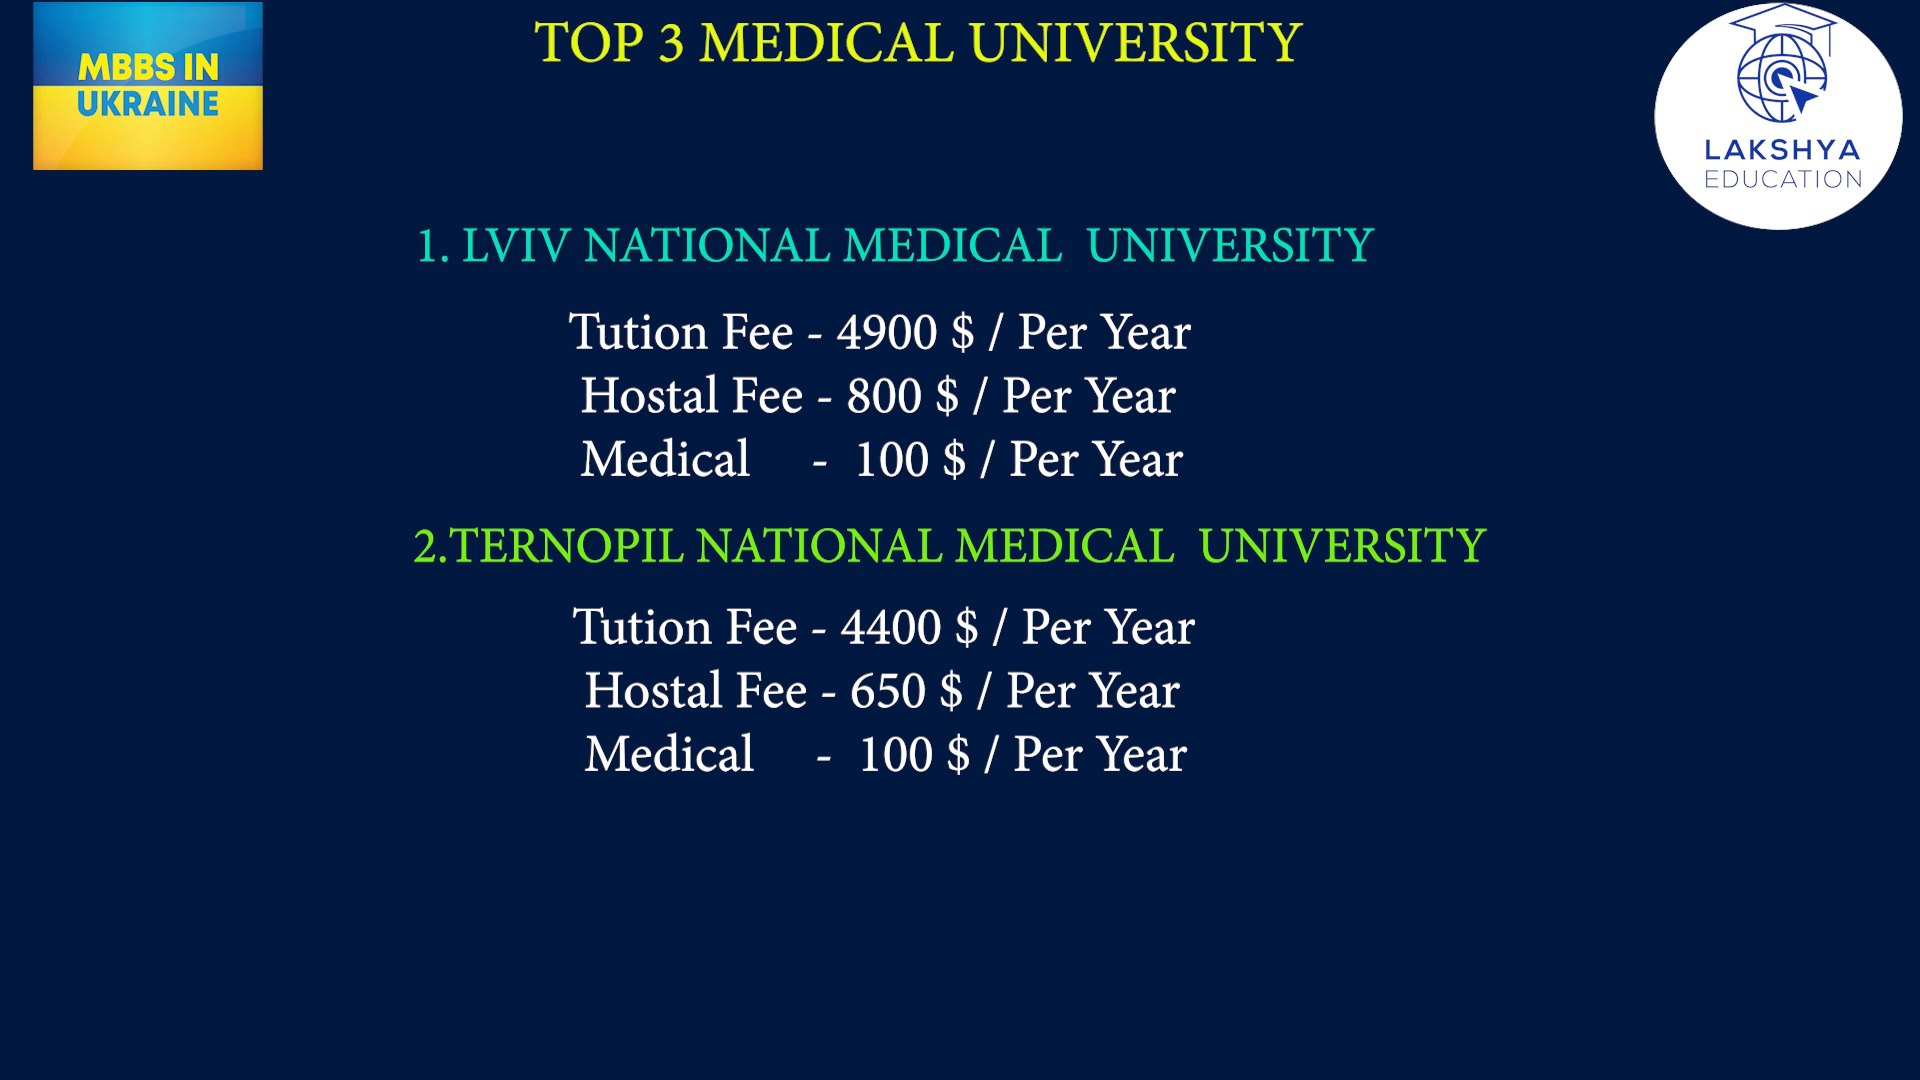 MBBS IN
UKRAINE
TOP 3 MEDICAL UNIVERSITY
LAKSHYA
EDUCATION
1. LVIV NATIONAL MEDICAL UNIVERSITY
Tution Fee - 4900 $ / Per Year
Hostal Fee - 800 $ / Per Year
Medical - 100 $ / Per Year
2.TERNOPIL NATIONAL MEDICAL UNIVERSITY
Tution Fee - 4400 $ / Per Year
Hostal Fee - 650 $ / Per Year
Medical - 100 $ / Per Year